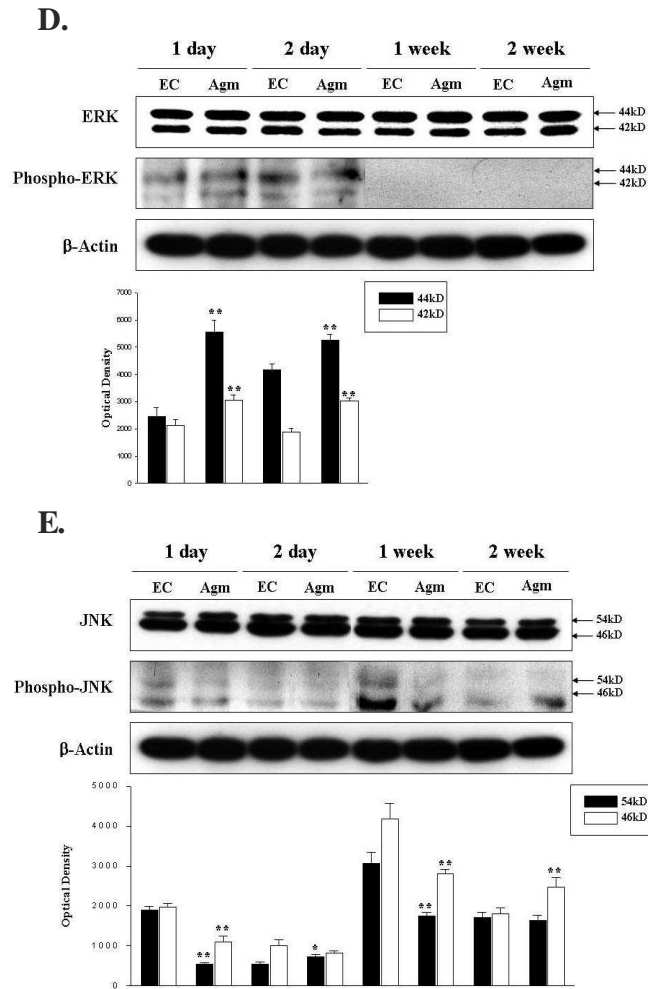 D.
1 day 2 day 1 week 2 week
EC Agm EC Agm EC Agm EC Agm
ERK
44kD
42kD
Phospho-ERK
44kD
42kD
β-Actin
44kD
42kD
Optical Density
7000
6000
5000
4000
3000
2000
1000
0
** ** ** **
E.
1 day 2 day 1 week 2 week
EC Agm EC Agm EC Agm EC Agm
JNK
54kD
46kD
Phospho-JNK
54kD
46kD
β-Actin
54kD
46kD
Optical Density
5000
4000
3000
2000
1000
0
** ** * ** ** **